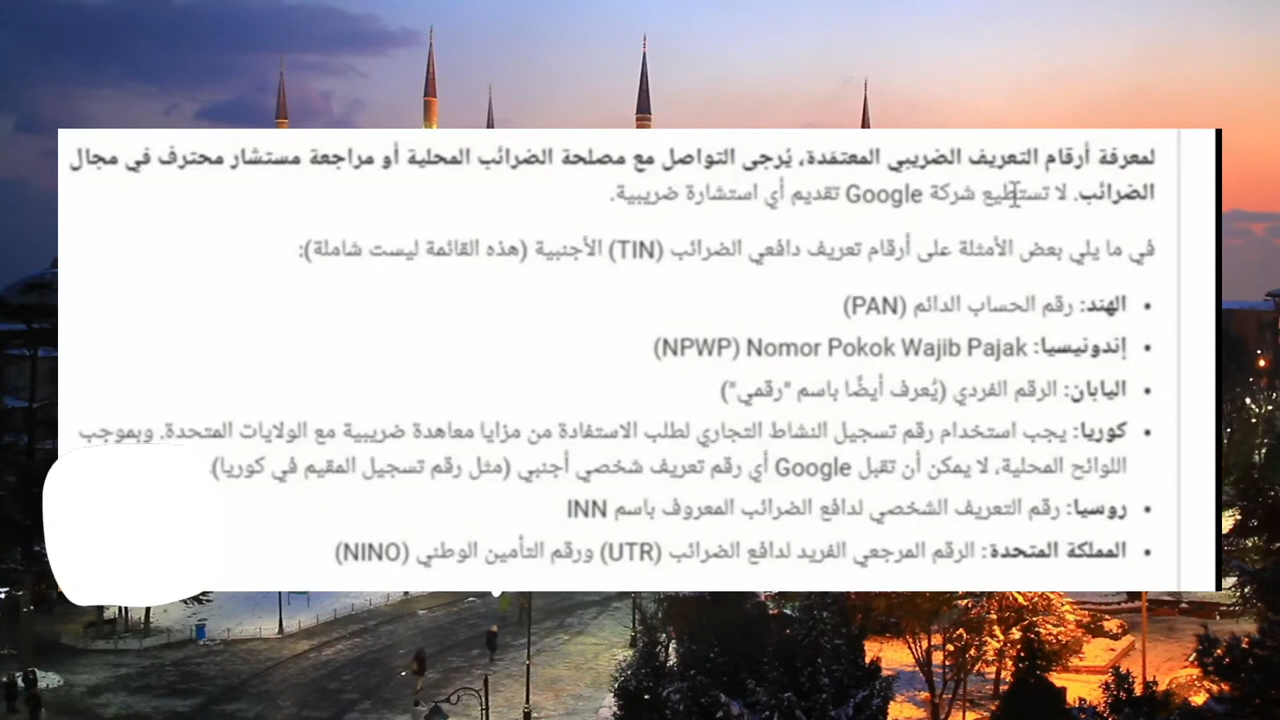 لمعرفة أرقام التعريف الضريبي المعتمَدة، يُرجى التواصل مع مصلحة الضرائب المحلية أو مراجعة مستشار محترف في مجال
الضرائب. لا تستطيع شركة Google تقديم أي استشارة ضريبية.
في ما يلي بعض الأمثلة على أرقام تعريف دافعي الضرائب (TIN) الأجنبية (هذه القائمة ليست شاملة):
• الهند: رقم الحساب الدائم (PAN)
• إندونيسيا: Nomor Pokok Wajib Pajak (NPWP)
• اليابان: الرقم الفردي (يُعرف أيضًا باسم "رقمي")
• كوريا: يجب استخدام رقم تسجيل النشاط التجاري لطلب الاستفادة من مزايا معاهدة ضريبية مع الولايات المتحدة. وبموجب
اللوائح المحلية، لا يمكن أن تقبل Google أي رقم تعريف شخصي أجنبي (مثل رقم تسجيل المقيم في كوريا)
• روسيا: رقم التعريف الشخصي لدافع الضرائب المعروف باسم INN
• المملكة المتحدة: الرقم المرجعي الفريد لدافع الضرائب (UTR) ورقم التأمين الوطني (NINO)